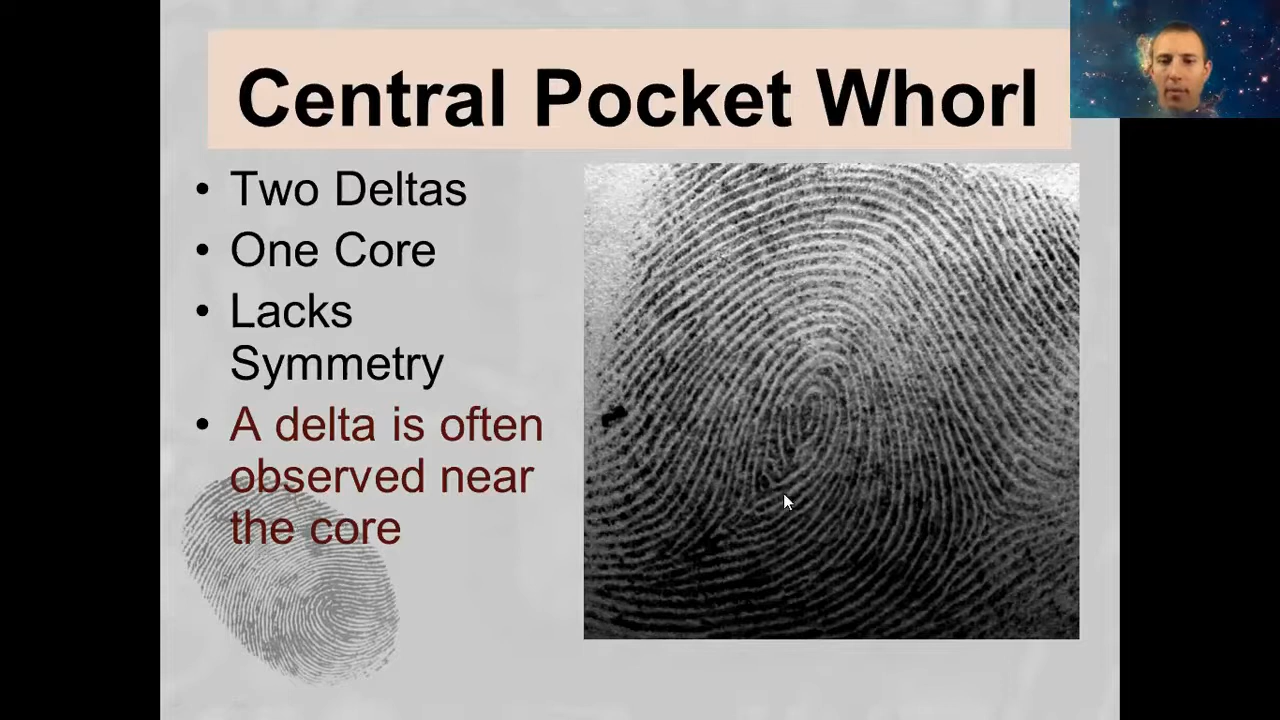 Central Pocket Whorl
• Two Deltas
• One Core
• Lacks
Symmetry
• A delta is often
observed near
the core